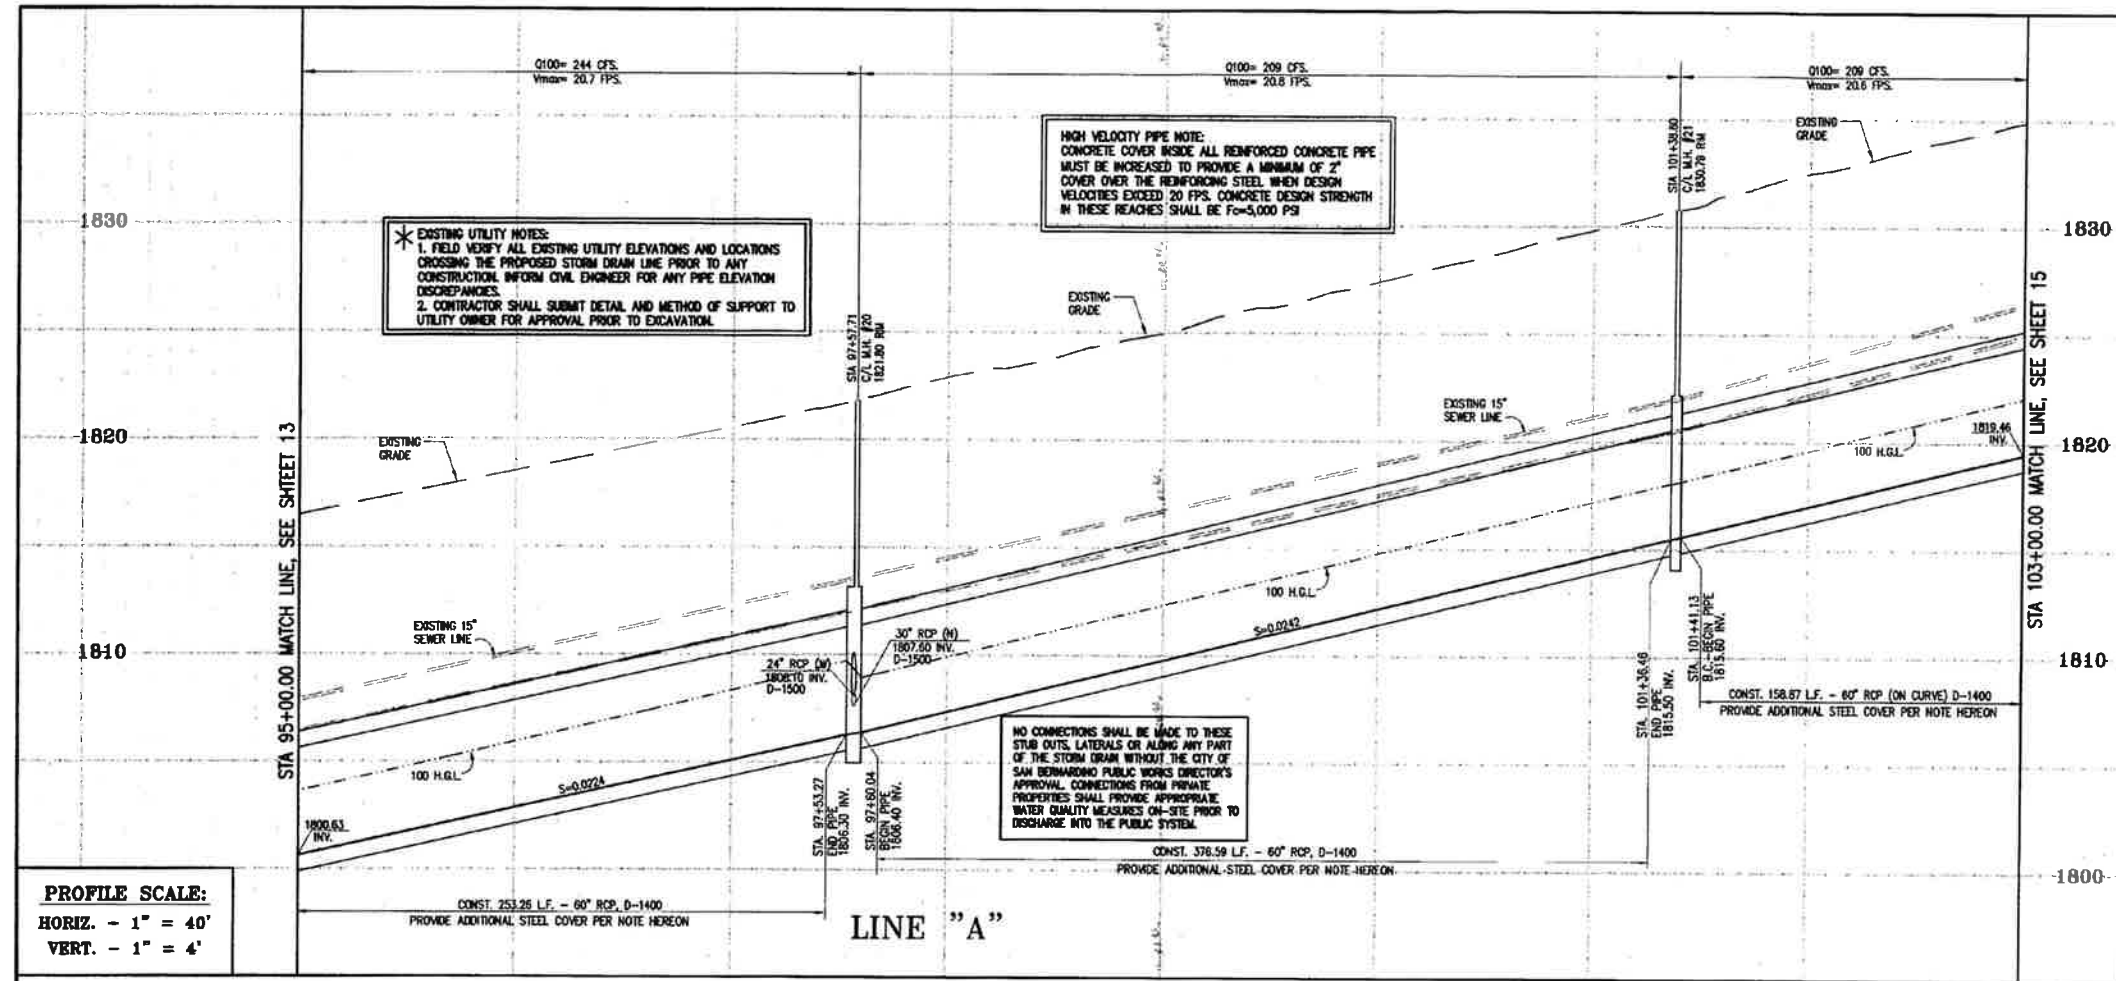 Q100= 244 CFS.
Vmax= 20.7 FPS.
Q100= 209 CFS.
Vmax= 20.8 FPS.
Q100= 209 CFS.
Vmax= 20.6 FPS.
HIGH VELOCITY PIPE NOTE:
CONCRETE COVER INSIDE ALL REINFORCED CONCRETE PIPE
MUST BE INCREASED TO PROVIDE A MINIMUM OF 2"
COVER OVER THE REINFORCING STEEL WHEN DESIGN
VELOCITIES EXCEED 20 FPS. CONCRETE DESIGN STRENGTH
IN THESE REACHES SHALL BE Fc=5,000 PSI
EXISTING
GRADE
STA 101+38.80
C/L M.H. #21
1830.79 RIM
1830
1830
* EXISTING UTILITY NOTES:
1. FIELD VERIFY ALL EXISTING UTILITY ELEVATIONS AND LOCATIONS
CROSSING THE PROPOSED STORM DRAIN LINE PRIOR TO ANY
CONSTRUCTION. INFORM CIVIL ENGINEER FOR ANY PIPE ELEVATION
DISCREPANCIES.
2. CONTRACTOR SHALL SUBMIT DETAIL AND METHOD OF SUPPORT TO
UTILITY OWNER FOR APPROVAL PRIOR TO EXCAVATION.
EXISTING
GRADE
STA 97+57.71
C/L M.H. #20
1821.80 RIM
STA 103+00.00 MATCH LINE, SEE SHEET 15
EXISTING 15"
SEWER LINE
1820
1820
EXISTING
GRADE
1819.46
INV.
100 H.G.L.
STA 95+00.00 MATCH LINE, SEE SHTEET 13
100 H.G.L.
EXISTING 15"
SEWER LINE
30" RCP (N)
1807.60 INV.
D-1500
24" RCP (W)
1808.10 INV.
D-1500
S=0.0242
1810
1810
STA. 101+36.46
END PIPE
1815.50 INV.
STA. 101+41.13
B.C.-BEGIN PIPE
1815.60 INV.
CONST. 158.87 L.F. - 60" RCP (ON CURVE) D-1400
PROVIDE ADDITIONAL STEEL COVER PER NOTE HEREON
NO CONNECTIONS SHALL BE MADE TO THESE
STUB OUTS, LATERALS OR ALONG ANY PART
OF THE STORM DRAIN WITHOUT THE CITY OF
SAN BERNARDINO PUBLIC WORKS DIRECTOR'S
APPROVAL. CONNECTIONS FROM PRIVATE
PROPERTIES SHALL PROVIDE APPROPRIATE
WATER QUALITY MEASURES ON-SITE PRIOR TO
DISCHARGE INTO THE PUBLIC SYSTEM.
100 H.G.L.
S=0.0224
1800.63
INV.
STA. 97+53.27
END PIPE
1806.30 INV.
STA. 97+60.04
BEGIN PIPE
1806.40 INV.
CONST. 376.59 L.F. - 60" RCP, D-1400
PROVIDE ADDITIONAL STEEL COVER PER NOTE HEREON
1800
CONST. 253.26 L.F. - 60" RCP, D-1400
PROVIDE ADDITIONAL STEEL COVER PER NOTE HEREON
LINE "A"
PROFILE SCALE:
HORIZ. - 1" = 40'
VERT. - 1" = 4'